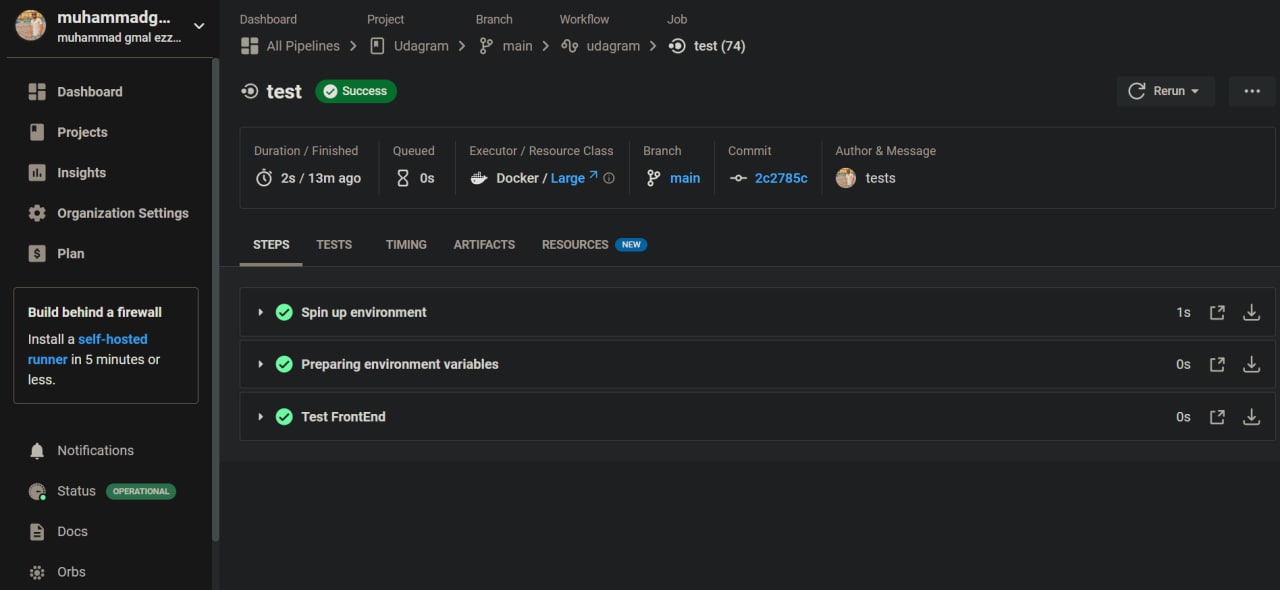 muhammadg...
muhammad gmal ezz...
Dashboard
Projects
Insights
Organization Settings
Plan
Build behind a firewall
Install a self-hosted
runner in 5 minutes or
less.
Notifications
Status OPERATIONAL
Docs
Orbs
Dashboard Project Branch Workflow Job
All Pipelines Udagram main udagram test (74)
test Success Rerun
Duration / Finished Queued Executor / Resource Class Branch Commit Author & Message
2s / 13m ago 0s Docker / Large main 2c2785c tests
STEPS TESTS TIMING ARTIFACTS RESOURCES NEW
Spin up environment 1s
Preparing environment variables 0s
Test FrontEnd 0s